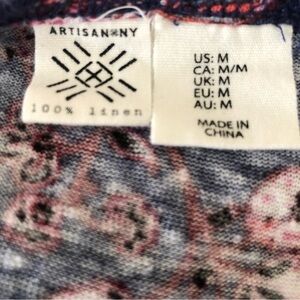 ARTISAN NY
100% linen
US: M
CA: M/M
UK: M
EU: M
AU: M
MADE IN
CHINA